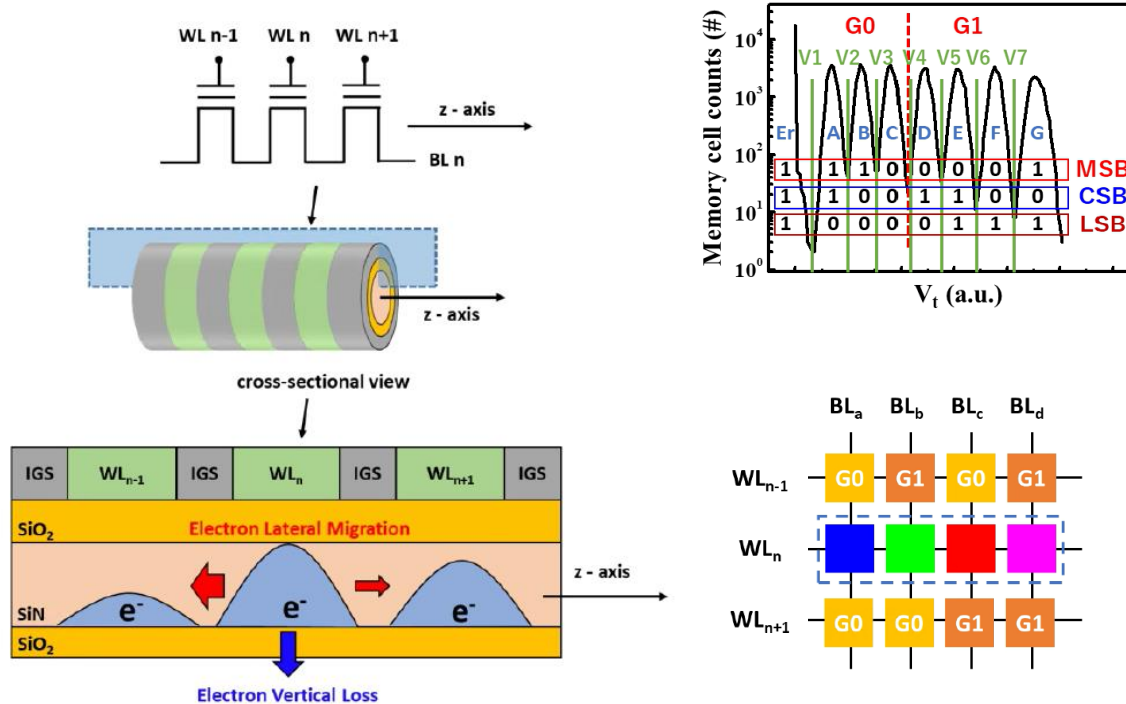 WL n-1 WL n WL n+1
z - axis
BL n
z - axis
cross-sectional view
IGS WLn-1 IGS WLn IGS WLn+1 IGS
SiO2
Electron Lateral Migration
z - axis
SiN e- e- e-
SiO2
Electron Vertical Loss
Memory cell counts (#)
10^4
10^3
10^2
10^1
10^0
G0 G1
V1 V2 V3 V4 V5 V6 V7
Er A B C D E F G
1 1 1 0 0 0 0 1 MSB
1 1 0 0 1 1 0 0 CSB
1 0 0 0 0 1 1 1 LSB
Vt (a.u.)
BLa BLb BLc BLd
WLn-1 G0 G1 G0 G1
WLn
WLn+1 G0 G0 G1 G1